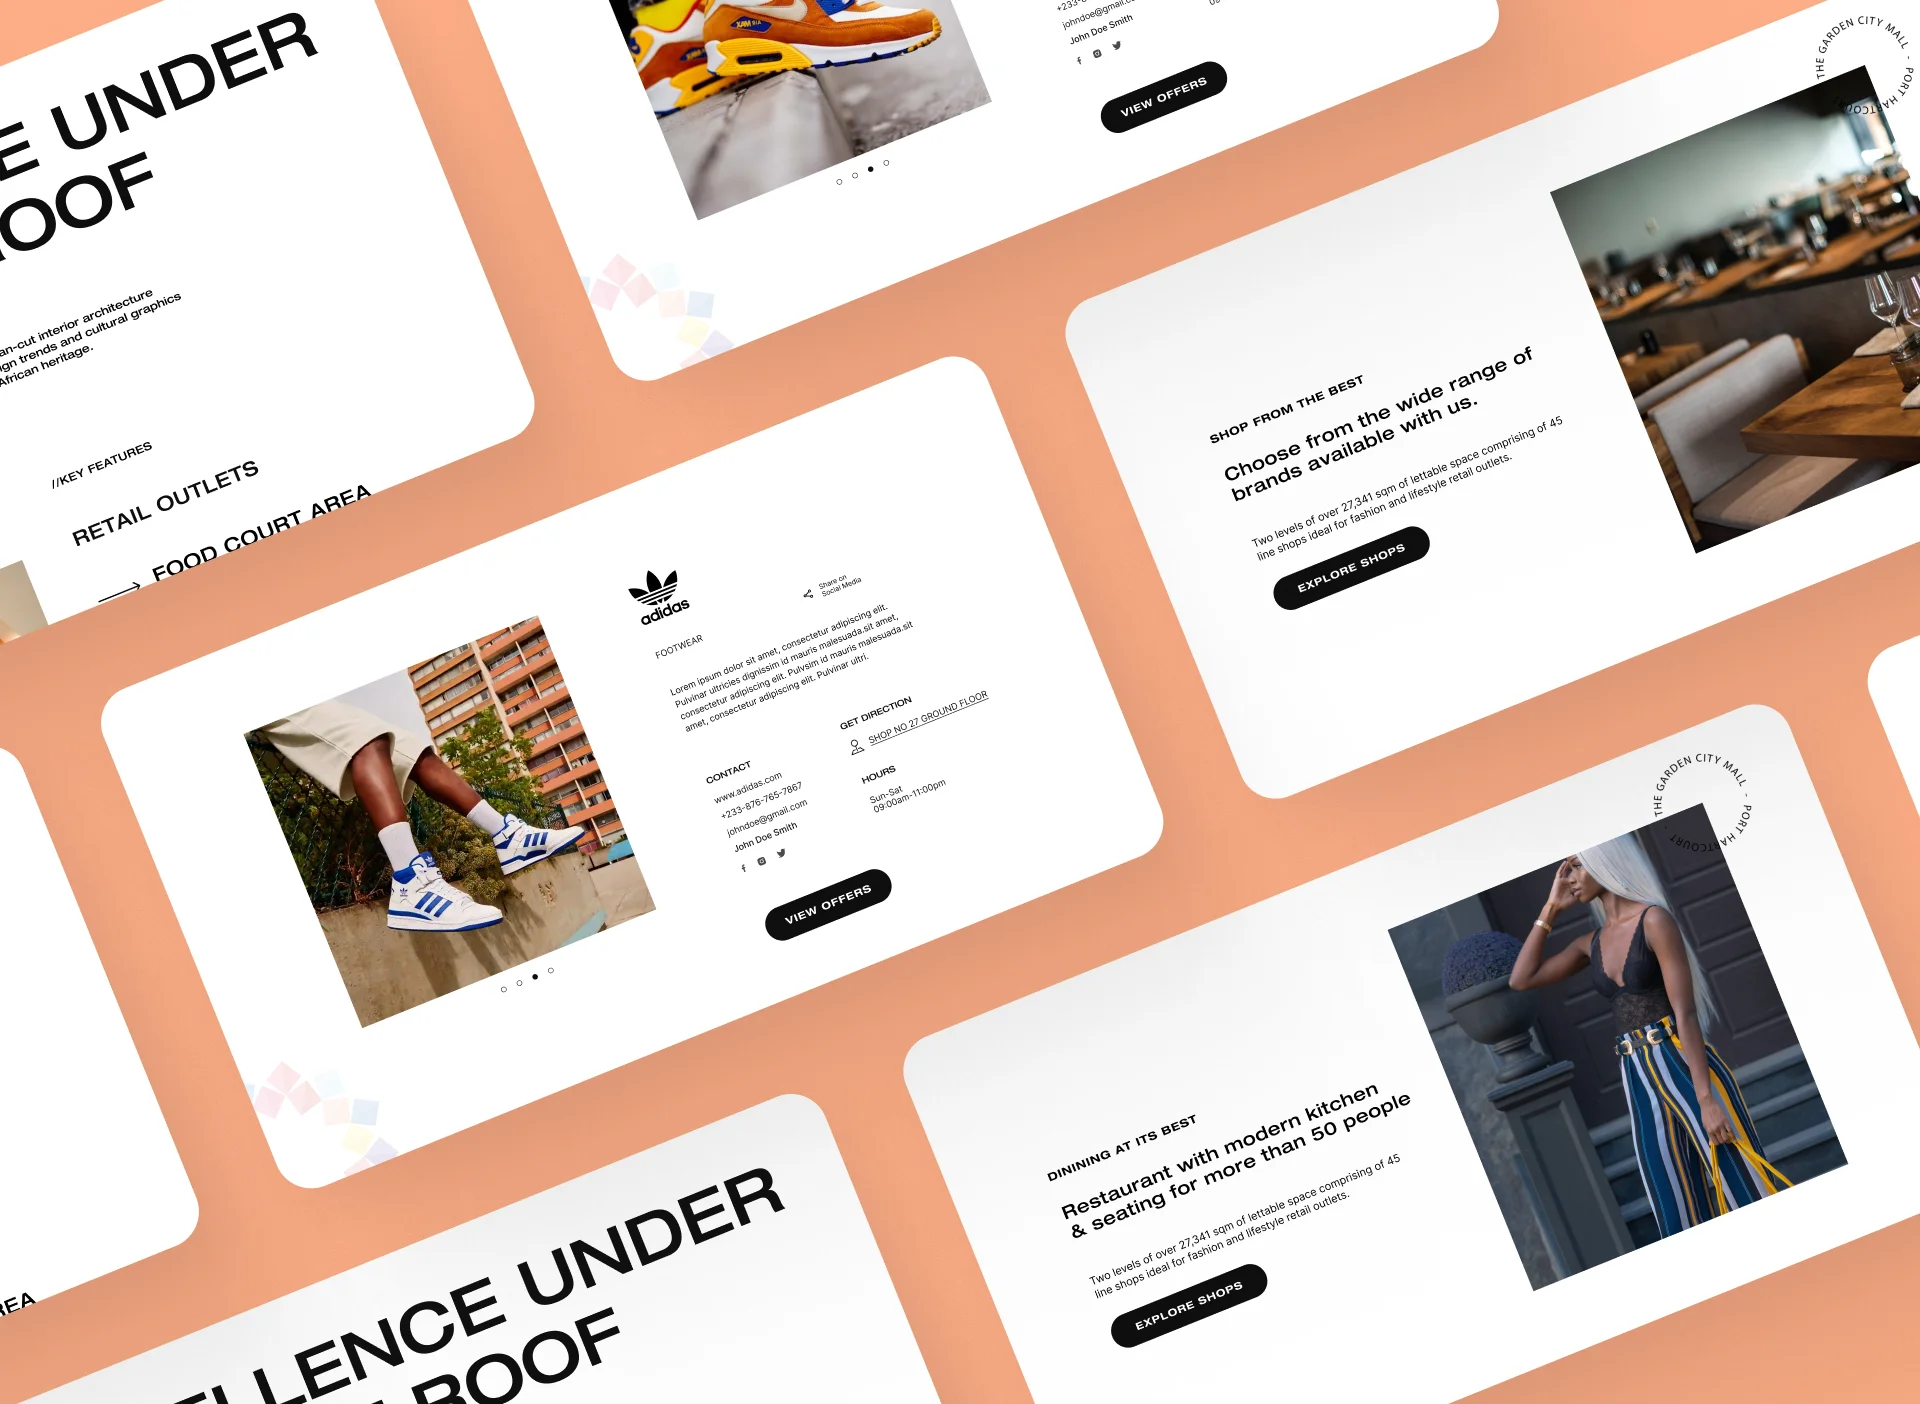 E UNDER
OOF
an-cut interior architecture
ign trends and cultural graphics
African heritage.
//KEY FEATURES
RETAIL OUTLETS
FOOD COURT AREA
XAM
johndoe@gmail.co
John Doe Smith
VIEW OFFERS
THE GARDEN CITY MALL - PORT HARTCOURT
SHOP FROM THE BEST
Choose from the wide range of
brands available with us.
Two levels of over 27,341 sqm of lettable space comprising of 45
line shops ideal for fashion and lifestyle retail outlets.
EXPLORE SHOPS
adidas
Share on
Social Media
FOOTWEAR
Lorem ipsum dolor sit amet, consectetur adipiscing elit.
Pulvinar ultricies dignissim id mauris malesuada.sit amet,
consectetur adipiscing elit. Pulvsim id mauris malesuada.sit
amet, consectetur adipiscing elit. Pulvinar ultri.
GET DIRECTION
SHOP NO 27 GROUND FLOOR
CONTACT
www.adidas.com
+233-876-765-7867
johndoe@gmail.com
John Doe Smith
HOURS
Sun-Sat
09:00am-11:00pm
VIEW OFFERS
THE GARDEN CITY MALL - PORT HARTCOURT
DINING AT ITS BEST
Restaurant with modern kitchen
& seating for more than 50 people
Two levels of over 27,341 sqm of lettable space comprising of 45
line shops ideal for fashion and lifestyle retail outlets.
EXPLORE SHOPS
REA
ELLENCE UNDER
ROOF